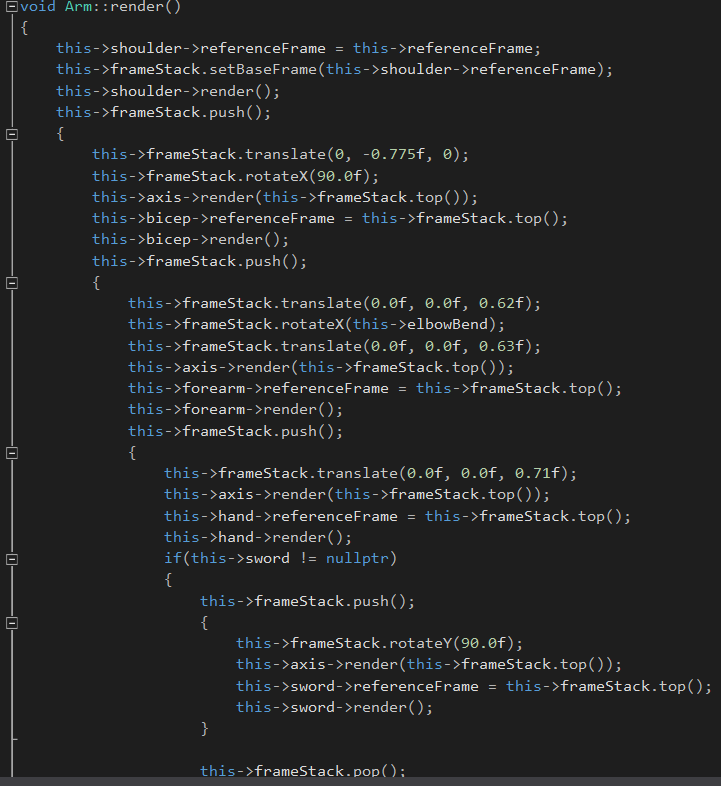 void Arm::render()
{
    this->shoulder->referenceFrame = this->referenceFrame;
    this->frameStack.setBaseFrame(this->shoulder->referenceFrame);
    this->shoulder->render();
    this->frameStack.push();
    {
        this->frameStack.translate(0, -0.775f, 0);
        this->frameStack.rotateX(90.0f);
        this->axis->render(this->frameStack.top());
        this->bicep->referenceFrame = this->frameStack.top();
        this->bicep->render();
        this->frameStack.push();
        {
            this->frameStack.translate(0.0f, 0.0f, 0.62f);
            this->frameStack.rotateX(this->elbowBend);
            this->frameStack.translate(0.0f, 0.0f, 0.63f);
            this->axis->render(this->frameStack.top());
            this->forearm->referenceFrame = this->frameStack.top();
            this->forearm->render();
            this->frameStack.push();
            {
                this->frameStack.translate(0.0f, 0.0f, 0.71f);
                this->axis->render(this->frameStack.top());
                this->hand->referenceFrame = this->frameStack.top();
                this->hand->render();
                if(this->sword != nullptr)
                {
                    this->frameStack.push();
                    {
                        this->frameStack.rotateY(90.0f);
                        this->axis->render(this->frameStack.top());
                        this->sword->referenceFrame = this->frameStack.top();
                        this->sword->render();
                    }
                    this->frameStack.pop();